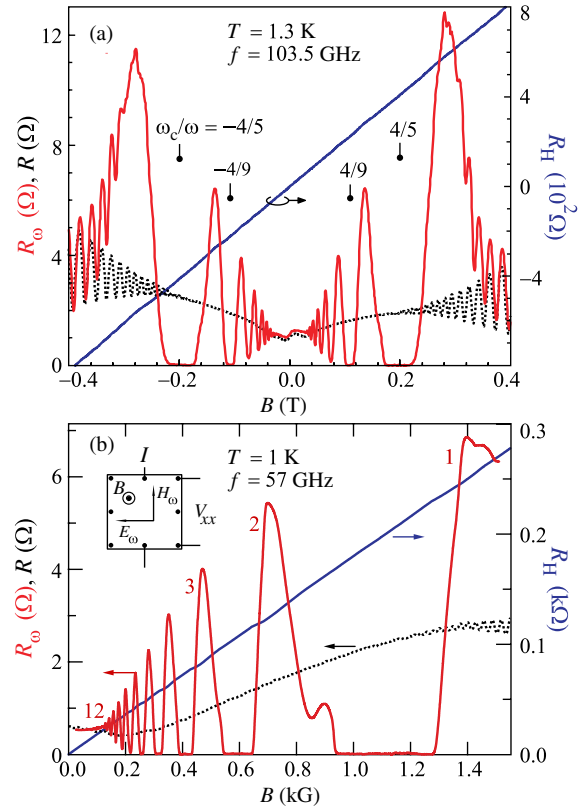 (a)
T = 1.3 K
f = 103.5 GHz
ω_c/ω = −4/5
−4/9
4/9
4/5
12
8
4
0
R_ω (Ω), R (Ω)
8
4
0
−4
R_H (10² Ω)
−0.4 −0.2 0.0 0.2 0.4
B (T)
(b)
T = 1 K
f = 57 GHz
I
B
H_ω
E_ω
V_xx
1
2
3
12
6
4
2
0
R_ω (Ω), R (Ω)
0.3
0.2
0.1
0.0
R_H (kΩ)
0.0 0.2 0.4 0.6 0.8 1.0 1.2 1.4
B (kG)